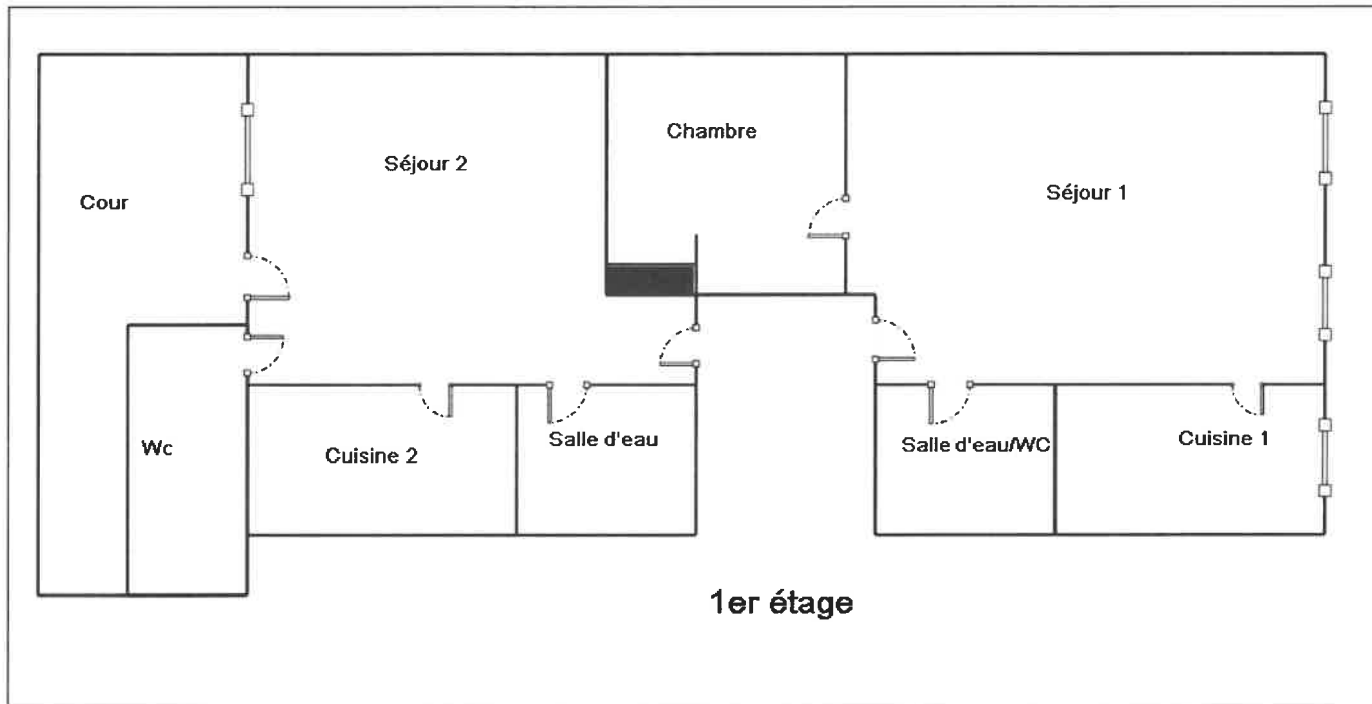 Chambre
Séjour 2
Séjour 1
Cour
Wc
Cuisine 2
Salle d'eau
Salle d'eau/WC
Cuisine 1
1er étage